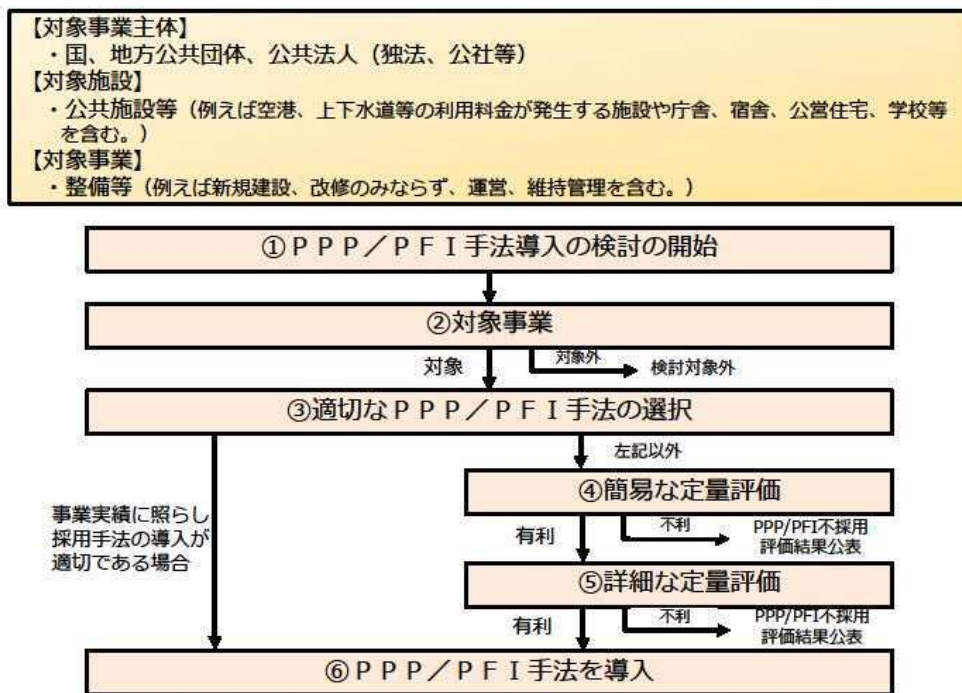 【対象事業主体】
・国、地方公共団体、公共法人（独法、公社等）
【対象施設】
・公共施設等（例えば空港、上下水道等の利用料金が発生する施設や庁舎、宿舎、公営住宅、学校等
を含む。）
【対象事業】
・整備等（例えば新規建設、改修のみならず、運営、維持管理を含む。）
①ＰＰＰ／ＰＦＩ手法導入の検討の開始
②対象事業
対象
対象外
検討対象外
③適切なＰＰＰ／ＰＦＩ手法の選択
左記以外
事業実績に照らし
採用手法の導入が
適切である場合
④簡易な定量評価
有利
不利
PPP/PFI不採用
評価結果公表
⑤詳細な定量評価
有利
不利
PPP/PFI不採用
評価結果公表
⑥ＰＰＰ／ＰＦＩ手法を導入